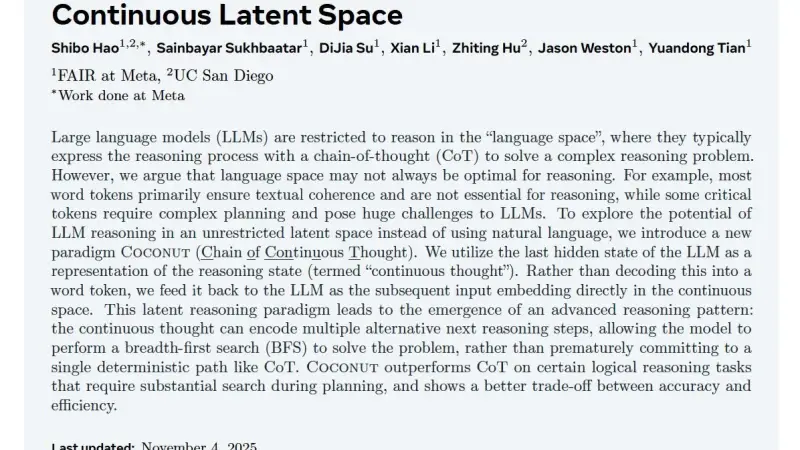 Continuous Latent Space
Shibo Hao1,2,*, Sainbayar Sukhbaatar1, DiJia Su1, Xian Li1, Zhiting Hu2, Jason Weston1, Yuandong Tian1
1FAIR at Meta, 2UC San Diego
*Work done at Meta
Large language models (LLMs) are restricted to reason in the “language space”, where they typically
express the reasoning process with a chain-of-thought (CoT) to solve a complex reasoning problem.
However, we argue that language space may not always be optimal for reasoning. For example, most
word tokens primarily ensure textual coherence and are not essential for reasoning, while some critical
tokens require complex planning and pose huge challenges to LLMs. To explore the potential of
LLM reasoning in an unrestricted latent space instead of using natural language, we introduce a new
paradigm COCONUT (Chain of Continuous Thought). We utilize the last hidden state of the LLM as a
representation of the reasoning state (termed “continuous thought”). Rather than decoding this into a
word token, we feed it back to the LLM as the subsequent input embedding directly in the continuous
space. This latent reasoning paradigm leads to the emergence of an advanced reasoning pattern:
the continuous thought can encode multiple alternative next reasoning steps, allowing the model to
perform a breadth-first search (BFS) to solve the problem, rather than prematurely committing to a
single deterministic path like CoT. COCONUT outperforms CoT on certain logical reasoning tasks
that require substantial search during planning, and shows a better trade-off between accuracy and
efficiency.
Last updated: November 4, 2025